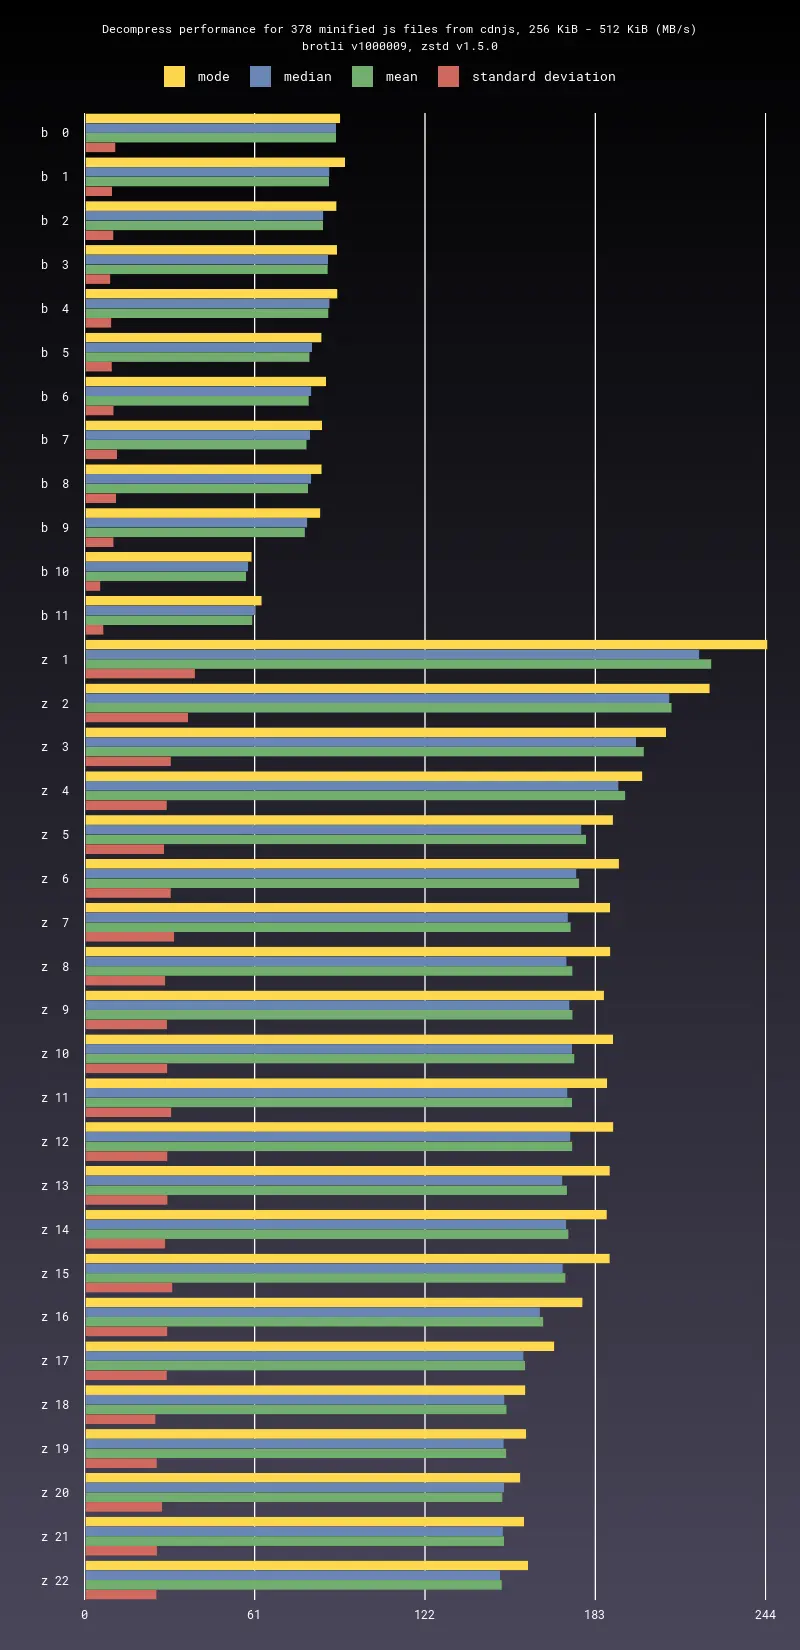 Decompress performance for 378 minified js files from cdnjs, 256 KiB - 512 KiB (MB/s)
brotli v1000009, zstd v1.5.0
mode median mean standard deviation
b 0
b 1
b 2
b 3
b 4
b 5
b 6
b 7
b 8
b 9
b 10
b 11
z 1
z 2
z 3
z 4
z 5
z 6
z 7
z 8
z 9
z 10
z 11
z 12
z 13
z 14
z 15
z 16
z 17
z 18
z 19
z 20
z 21
z 22
0 61 122 183 244